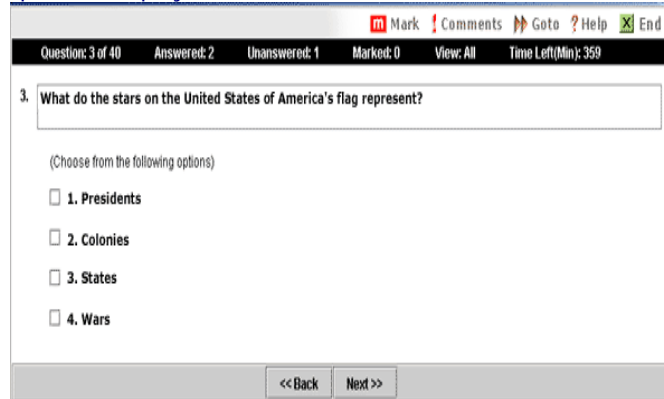 m Mark ! Comments Goto ? Help X End
Question: 3 of 40 Answered: 2 Unanswered: 1 Marked: 0 View: All Time Left(Min): 359
3. What do the stars on the United States of America's flag represent?
(Choose from the following options)
1. Presidents
2. Colonies
3. States
4. Wars
<< Back Next >>